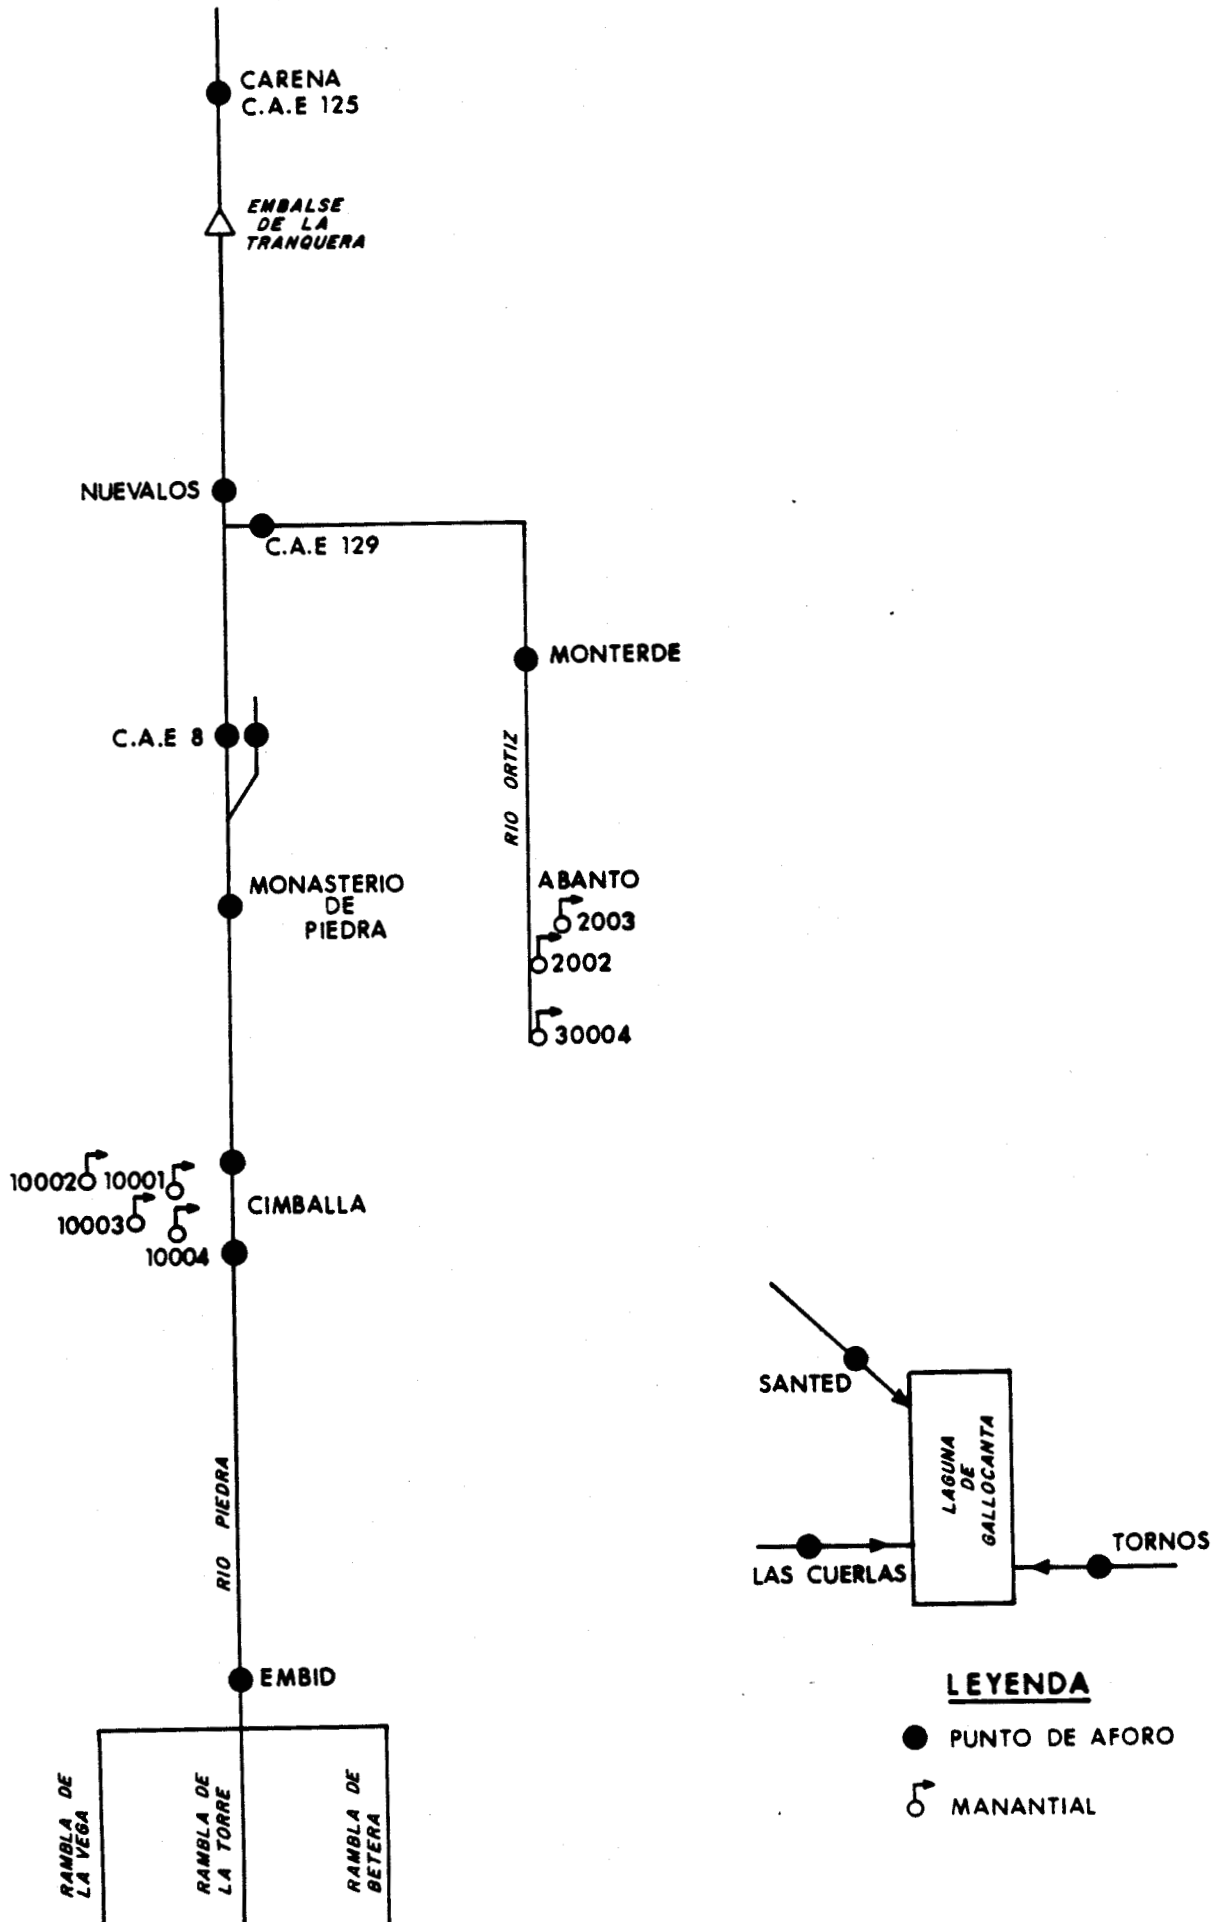 CARENA
C.A.E 125
EMBALSE
DE LA
TRANQUERA
NUEVALOS
C.A.E 129
MONTERDE
C.A.E 8
RIO ORTIZ
ABANTO
MONASTERIO
DE
PIEDRA
2003
2002
30004
10002
10001
10003
CIMBALLA
10004
SANTED
LAGUNA
DE
GALLOCANTA
RIO PIEDRA
TORNOS
LAS CUERLAS
EMBID
LEYENDA
PUNTO DE AFORO
MANANTIAL
RAMBLA DE
LA VEGA
RAMBLA DE
LA TORRE
RAMBLA DE
BETERA